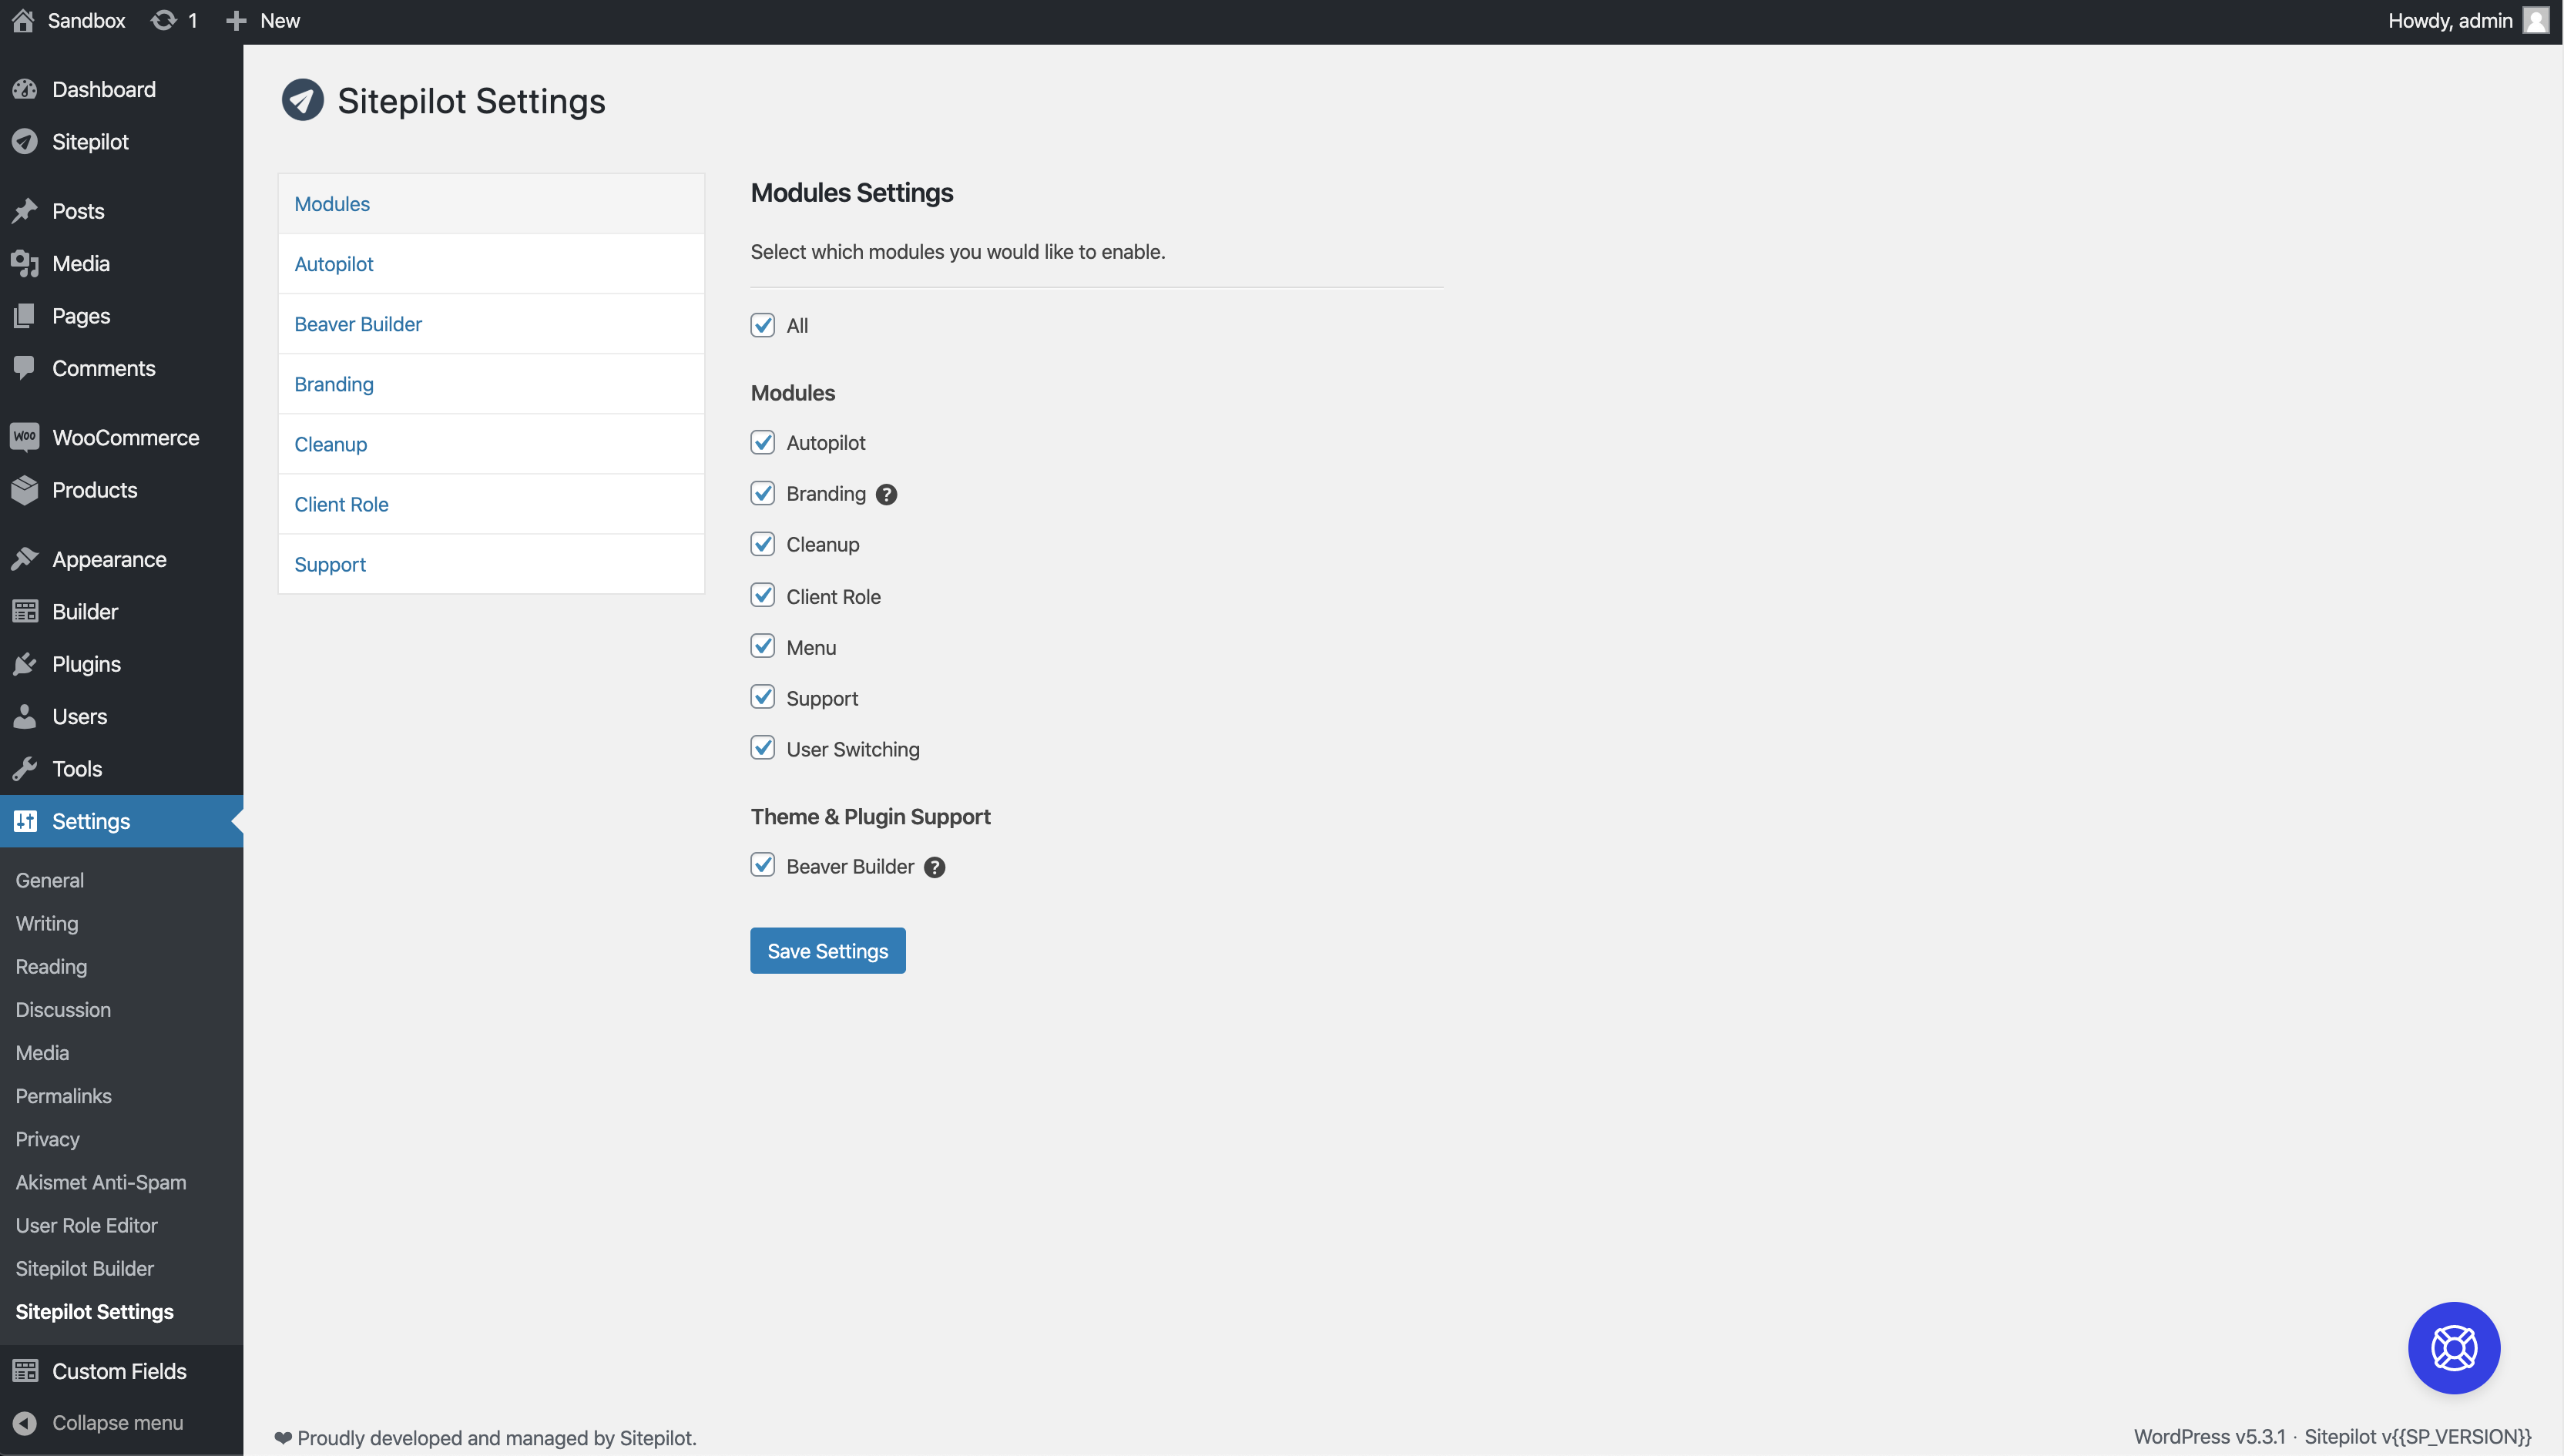 Sandbox 1 New Howdy, admin
Dashboard
Sitepilot
Posts
Media
Pages
Comments
WOO WooCommerce
Products
Appearance
Builder
Plugins
Users
Tools
Settings
General
Writing
Reading
Discussion
Media
Permalinks
Privacy
Akismet Anti-Spam
User Role Editor
Sitepilot Builder
Sitepilot Settings
Custom Fields
Collapse menu
Sitepilot Settings
Modules
Autopilot
Beaver Builder
Branding
Cleanup
Client Role
Support
Modules Settings
Select which modules you would like to enable.
All
Modules
Autopilot
Branding ?
Cleanup
Client Role
Menu
Support
User Switching
Theme & Plugin Support
Beaver Builder ?
Save Settings
❤ Proudly developed and managed by Sitepilot.
WordPress v5.3.1 · Sitepilot v{{SP_VERSION}}